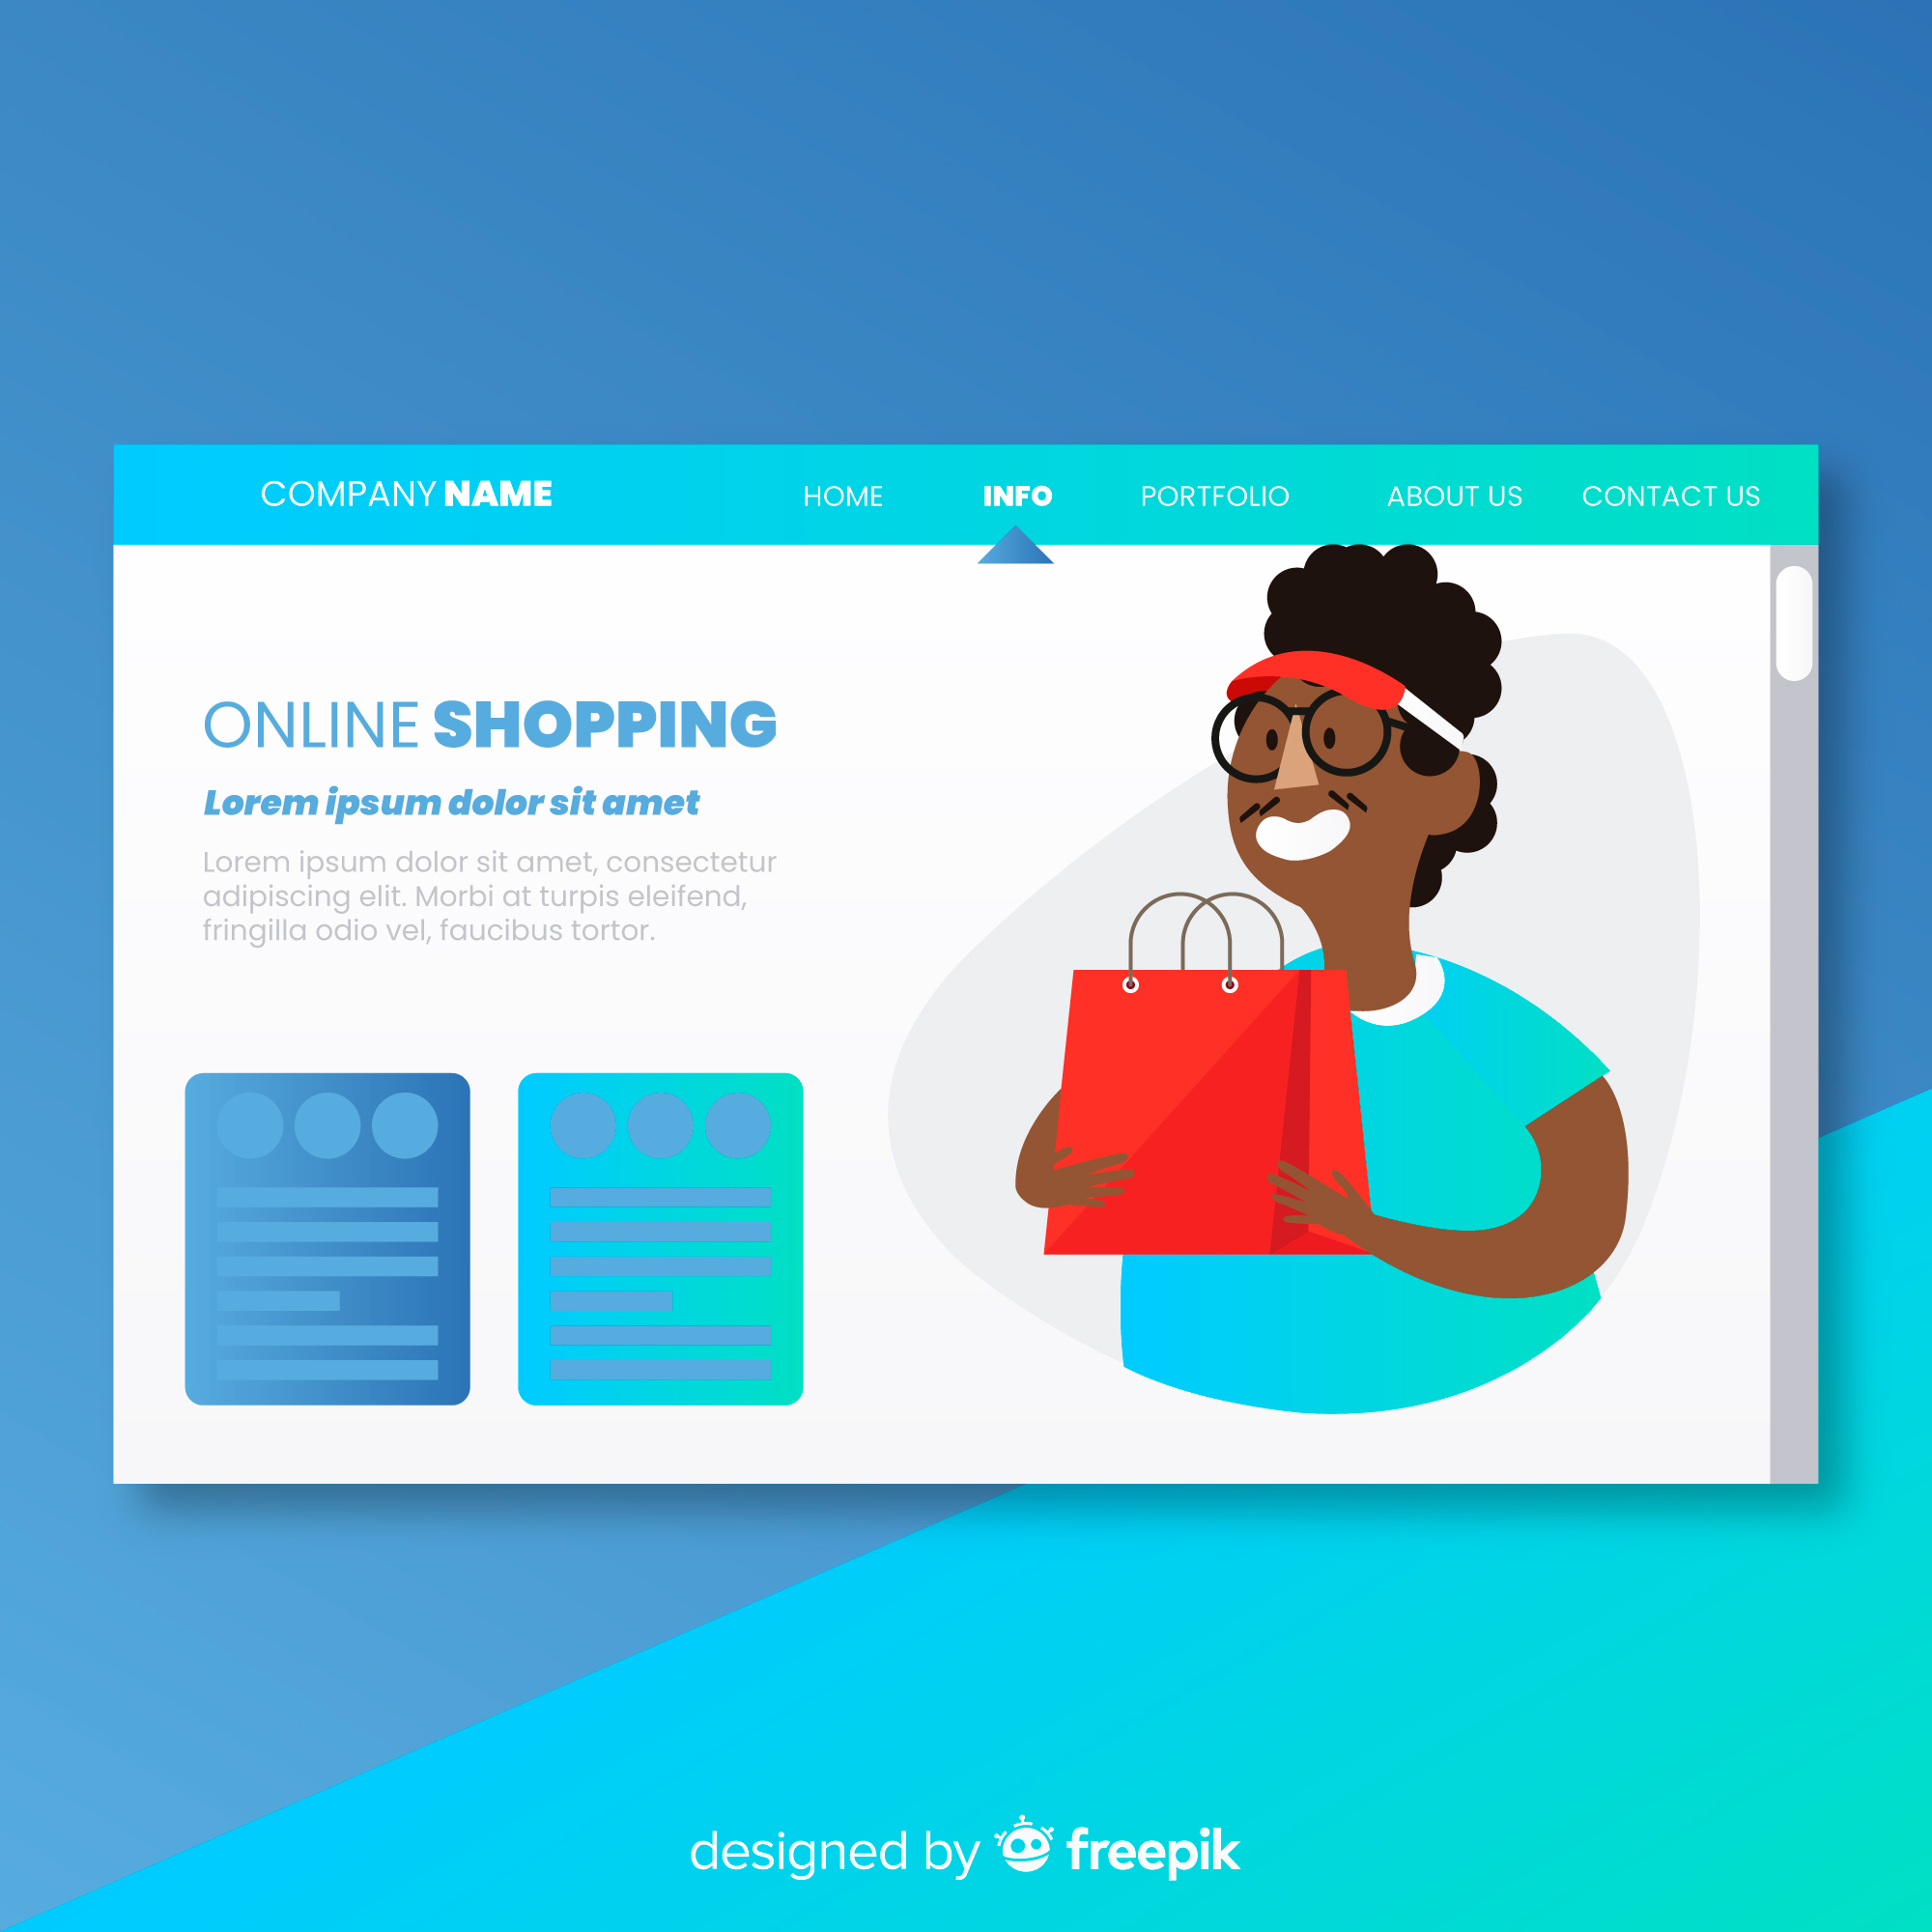 COMPANY NAME
HOME INFO PORTFOLIO ABOUT US CONTACT US
ONLINE SHOPPING
Lorem ipsum dolor sit amet
Lorem ipsum dolor sit amet, consectetur
adipiscing elit. Morbi at turpis eleifend,
fringilla odio vel, faucibus tortor.
designed by freepik